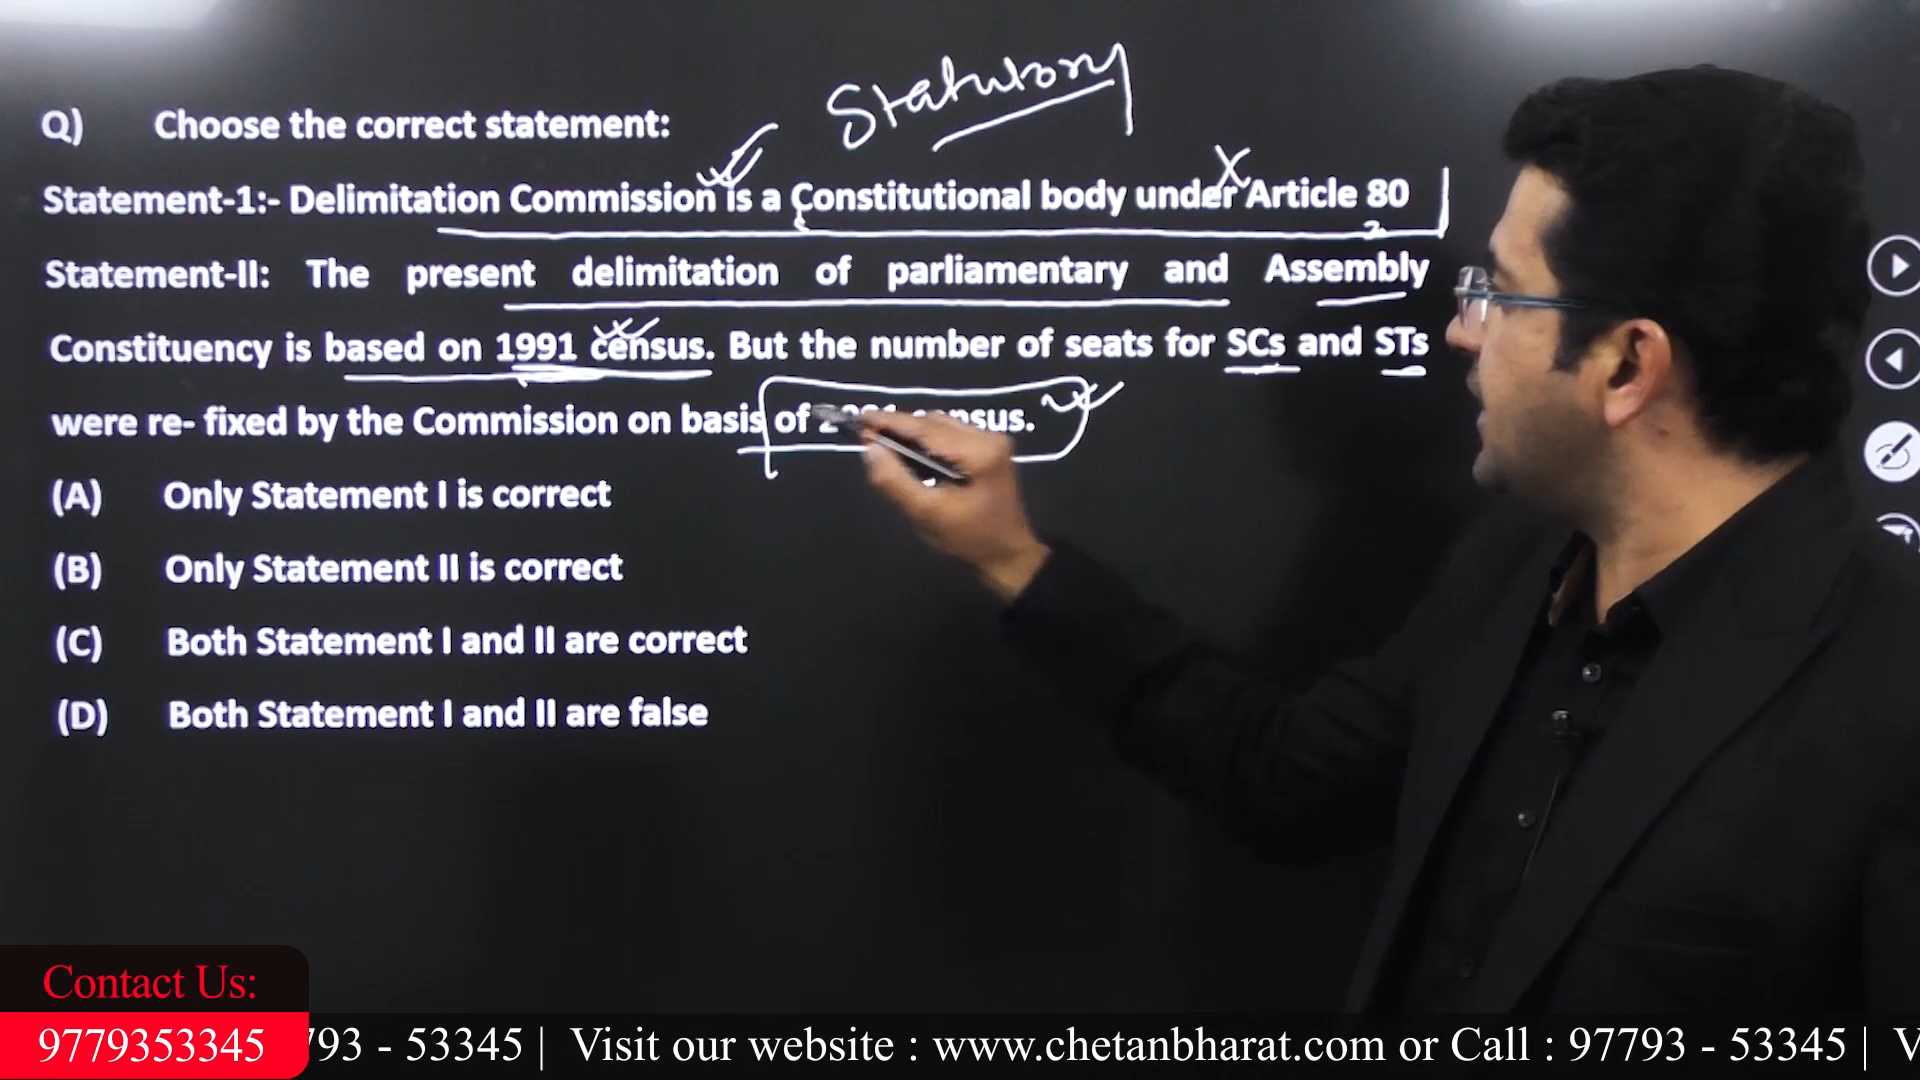 Statutory
Q) Choose the correct statement:
Statement-1:- Delimitation Commission is a Constitutional body under Article 80
Statement-II: The present delimitation of parliamentary and Assembly
Constituency is based on 1991 census. But the number of seats for SCs and STs
were re- fixed by the Commission on basis of census.
(A) Only Statement I is correct
(B) Only Statement II is correct
(C) Both Statement I and II are correct
(D) Both Statement I and II are false
Contact Us:
9779353345
793 - 53345 | Visit our website : www.chetanbharat.com or Call : 97793 - 53345 | V